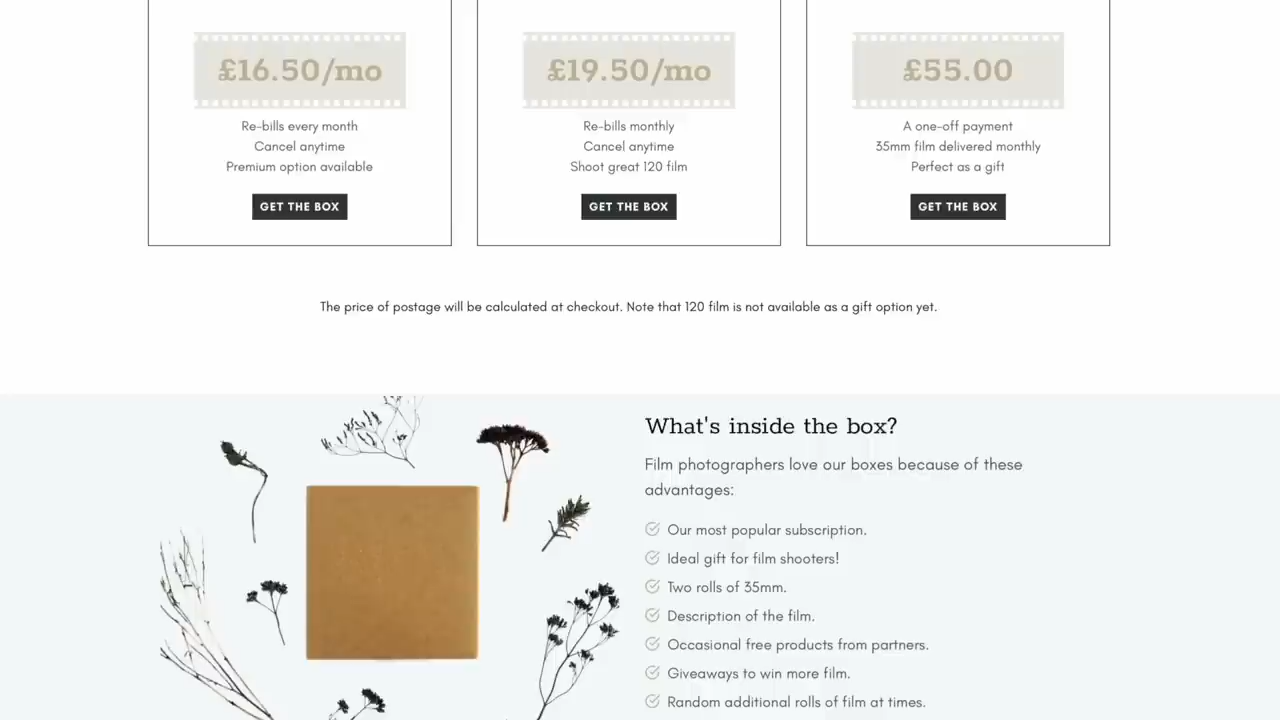 £16.50/mo
£19.50/mo
£55.00
Re-bills every month
Cancel anytime
Premium option available
Re-bills monthly
Cancel anytime
Shoot great 120 film
A one-off payment
35mm film delivered monthly
Perfect as a gift
GET THE BOX
GET THE BOX
GET THE BOX
The price of postage will be calculated at checkout. Note that 120 film is not available as a gift option yet.
What's inside the box?
Film photographers love our boxes because of these
advantages:
Our most popular subscription.
Ideal gift for film shooters!
Two rolls of 35mm.
Description of the film.
Occasional free products from partners.
Giveaways to win more film.
Random additional rolls of film at times.